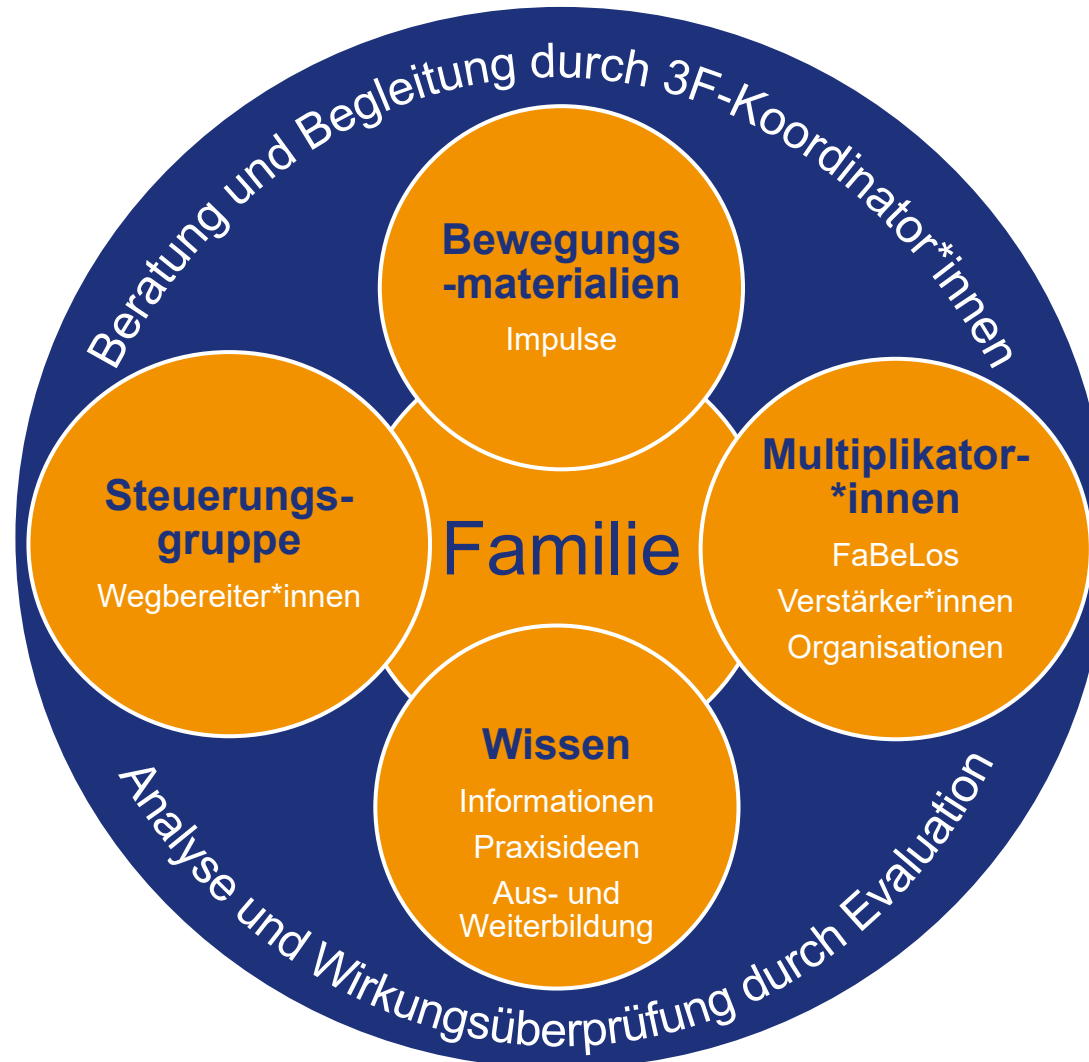 Beratung und Begleitung durch 3F-Koordinator*innen
Bewegungs
-materialien
Impulse
Steuerungs-
gruppe
Wegbereiter*innen
Familie
Multiplikator-
*innen
FaBeLos
Verstärker*innen
Organisationen
Wissen
Informationen
Praxisideen
Aus- und
Weiterbildung
Analyse und Wirkungsüberprüfung durch Evaluation